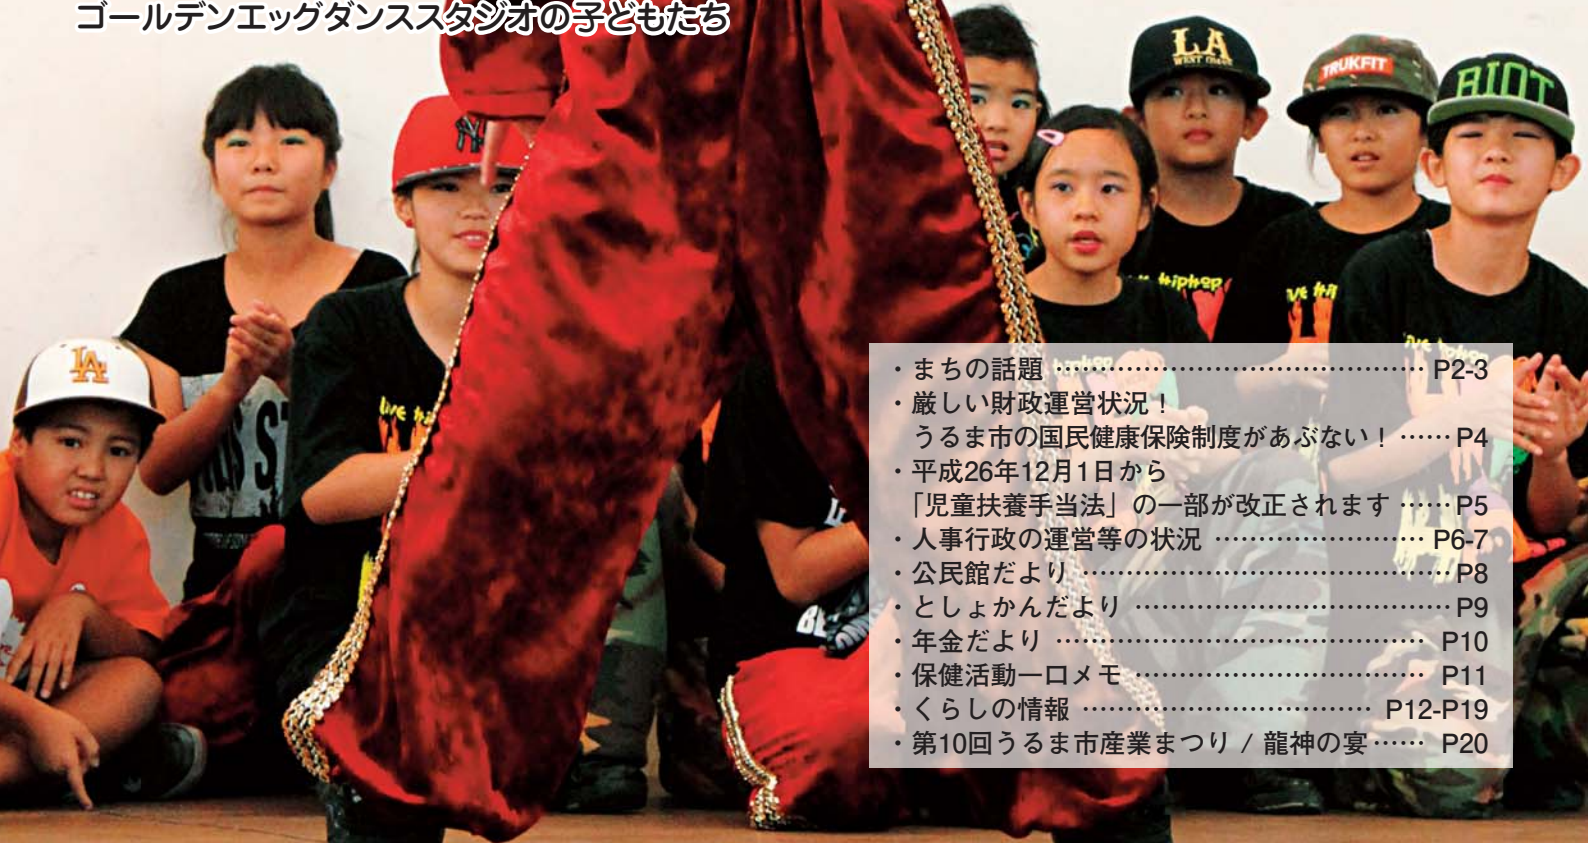 ゴールデンエッグダンススタジオの子どもたち
LA
WEST COAST
TRUKFIT
RIOT
NY
LA
hiphop
・まちの話題 …………………………………… P2-3
・厳しい財政運営状況！
うるま市の国民健康保険制度があぶない！……P4
・平成26年12月1日から
「児童扶養手当法」の一部が改正されます ……P5
・人事行政の運営等の状況 …………………… P6-7
・公民館だより ……………………………………P8
・としょかんだより ………………………………P9
・年金だより …………………………………… P10
・保健活動一口メモ …………………………… P11
・くらしの情報 …………………………… P12-P19
・第10回うるま市産業まつり / 龍神の宴…… P20